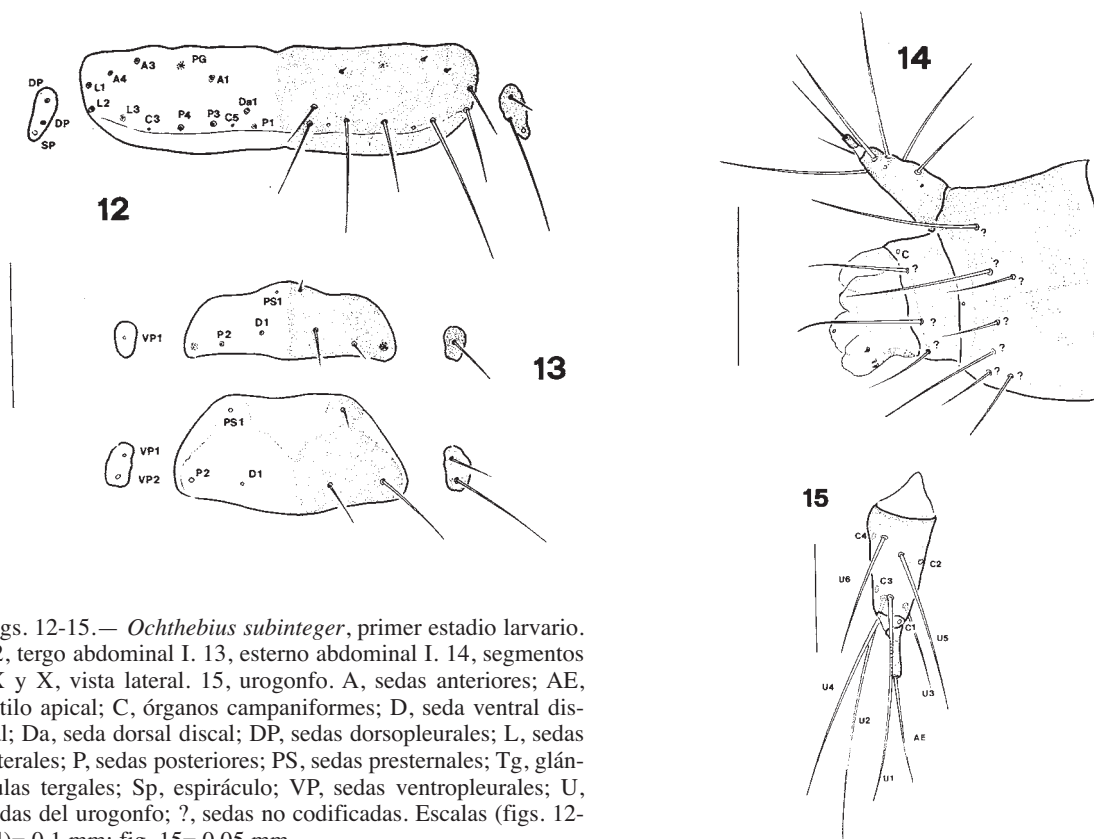 12
DP
DP
SP
L1
A4
A3
PG
A1
L2
L3
C3
P4
P3
C5
Da1
P1
13
PS1
VP1
P2
D1
PS1
VP1
VP2
P2
D1
14
?
C
?
?
?
?
?
?
?
?
?
15
C4
C2
U6
C3
C1
U5
U4
U3
U2
AE
U1
gs. 12-15.— Ochthebius subinteger, primer estadio larvario.
2, tergo abdominal I. 13, esterno abdominal I. 14, segmentos
X y X, vista lateral. 15, urogonfo. A, sedas anteriores; AE,
tilo apical; C, órganos campaniformes; D, seda ventral dis-
al; Da, seda dorsal discal; DP, sedas dorsopleurales; L, sedas
terales; P, sedas posteriores; PS, sedas presternales; Tg, glán-
ulas tergales; Sp, espiráculo; VP, sedas ventropleurales; U,
das del urogonfo; ?, sedas no codificadas. Escalas (figs. 12-
)= 0,1 mm; fig. 15= 0,05 mm